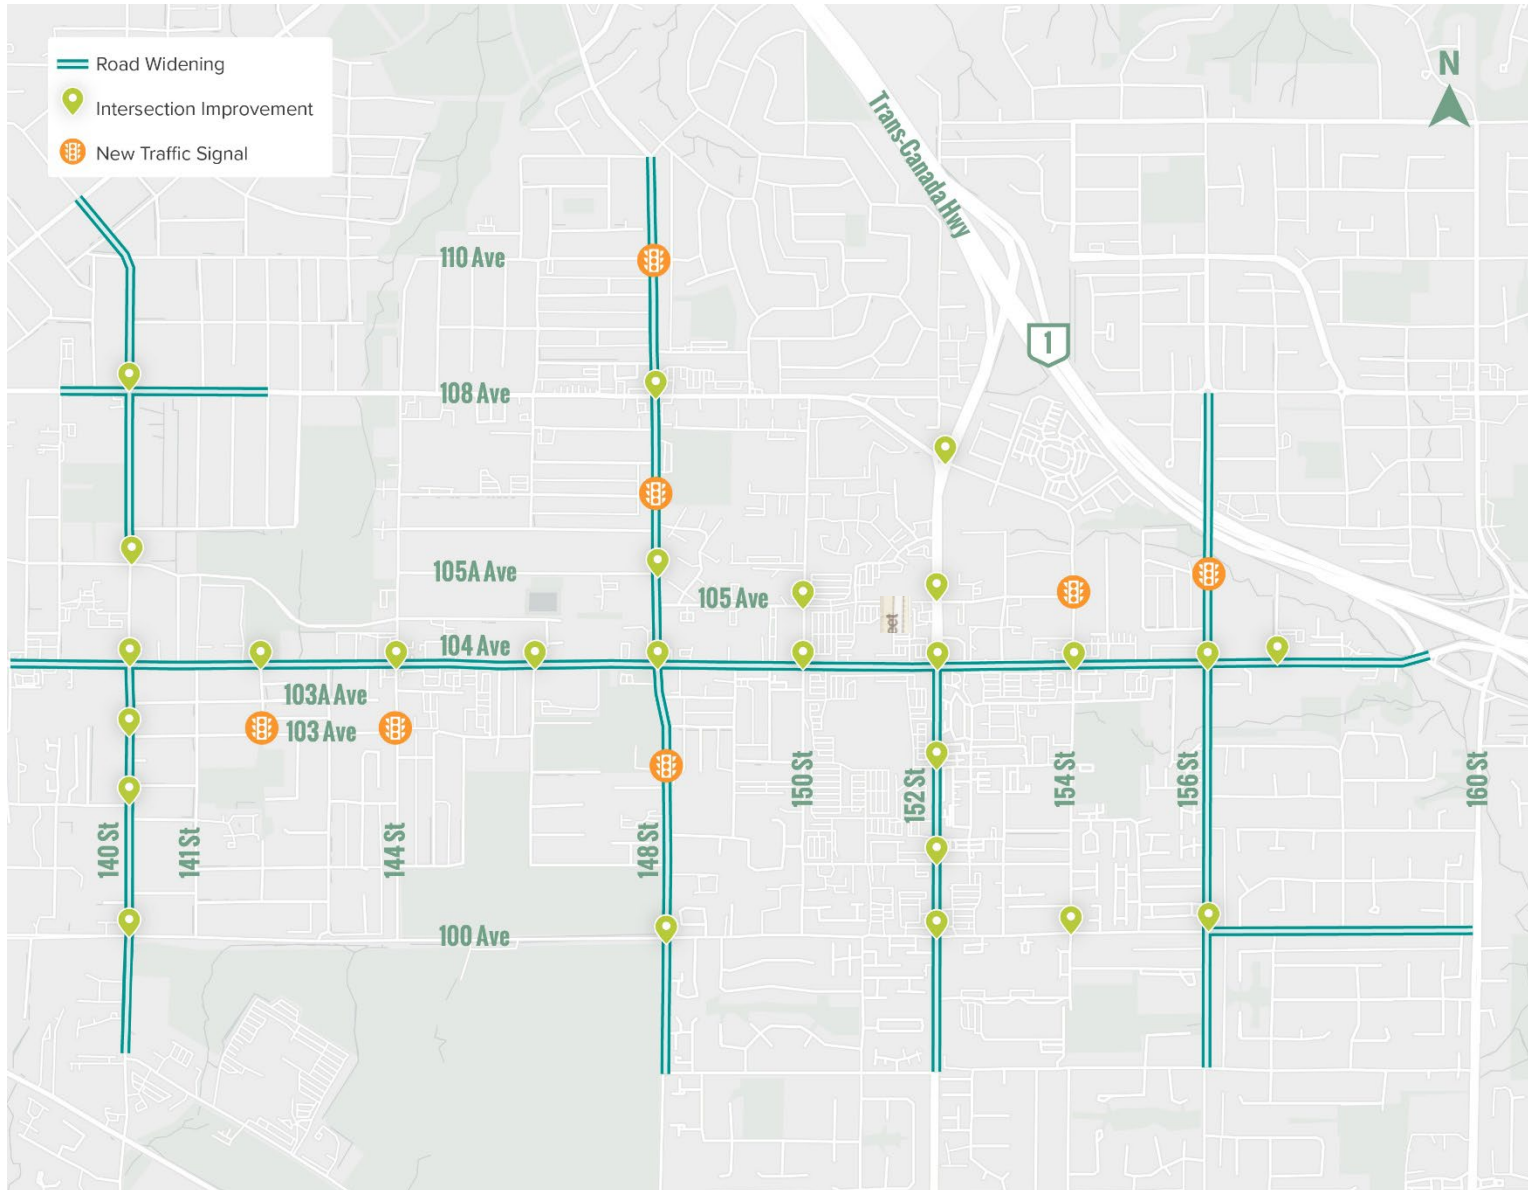 Road Widening
Intersection Improvement
New Traffic Signal
N
Trans-Canada Hwy
1
110 Ave
108 Ave
105A Ave
105 Ave
104 Ave
103A Ave
103 Ave
140 St
141 St
144 St
148 St
150 St
152 St
154 St
156 St
160 St
100 Ave